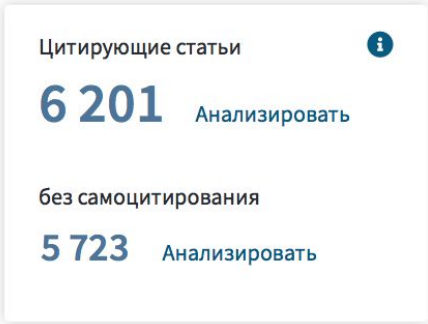 Цитирующие статьи
6 201 Анализировать
без самоцитирования
5 723 Анализировать